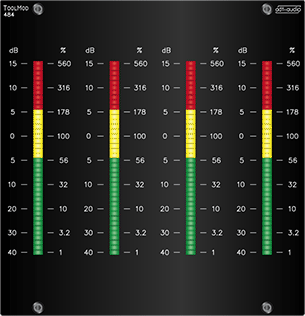 ToolMod
484
adt-audio
dB % dB % dB % dB %
15 560 15 560 15 560 15 560
10 316 10 316 10 316 10 316
5 178 5 178 5 178 5 178
0 100 0 100 0 100 0 100
5 56 5 56 5 56 5 56
10 32 10 32 10 32 10 32
20 10 20 10 20 10 20 10
30 3.2 30 3.2 30 3.2 30 3.2
40 1 40 1 40 1 40 1